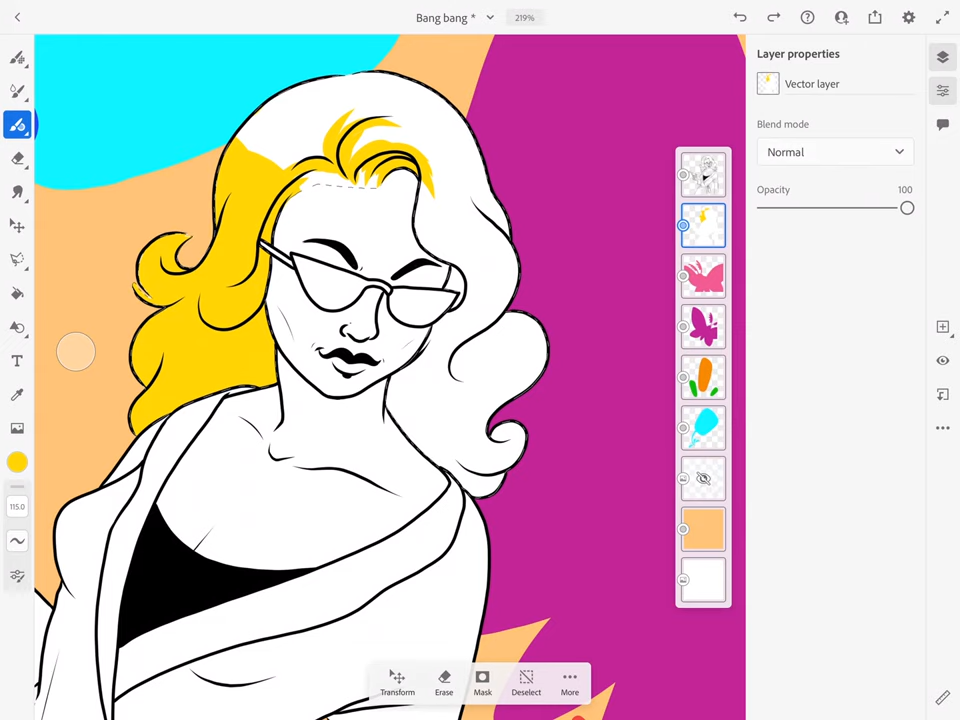 Bang bang *
219%
Layer properties
Vector layer
Blend mode
Normal
Opacity
100
T
115.0
Transform
Erase
Mask
Deselect
More